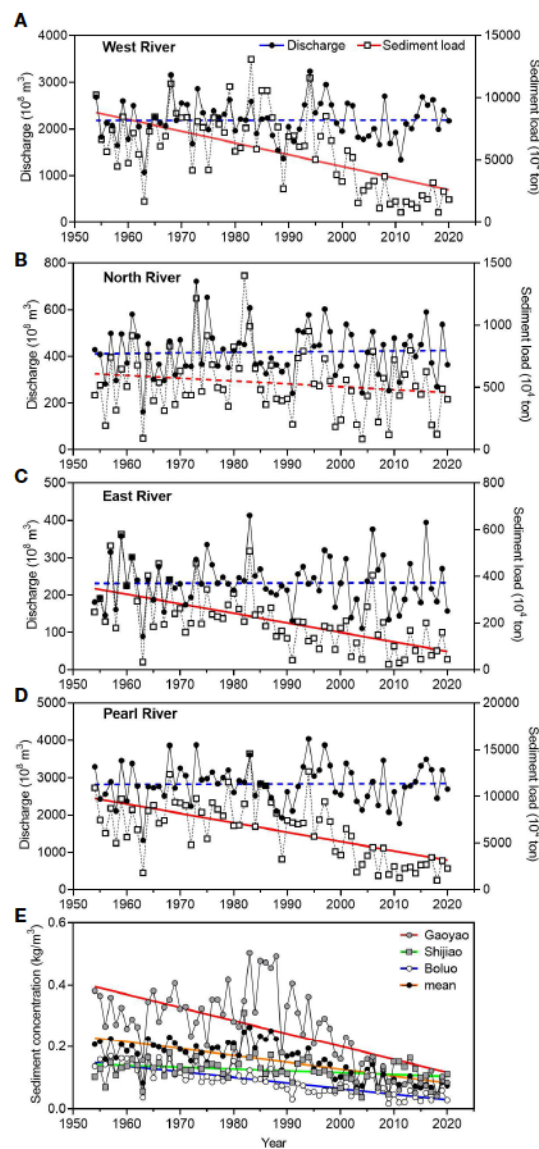 A
West River
Discharge
Sediment load
4000
3000
2000
1000
0
15000
10000
5000
0
Discharge (10⁸ m³)
Sediment load (10⁴ ton)
1950 1960 1970 1980 1990 2000 2010 2020
B
North River
800
600
400
200
0
1500
1000
500
0
Discharge (10⁸ m³)
Sediment load (10⁴ ton)
1950 1960 1970 1980 1990 2000 2010 2020
C
East River
500
400
300
200
100
0
800
600
400
200
0
Discharge (10⁸ m³)
Sediment load (10⁴ ton)
1950 1960 1970 1980 1990 2000 2010 2020
D
Pearl River
5000
4000
3000
2000
1000
0
20000
15000
10000
5000
0
Discharge (10⁸ m³)
Sediment load (10⁴ ton)
1950 1960 1970 1980 1990 2000 2010 2020
E
0.6
0.4
0.2
0.0
Sediment concentration (kg/m³)
Gaoyao
Shijiao
Boluo
mean
1950 1960 1970 1980 1990 2000 2010 2020
Year